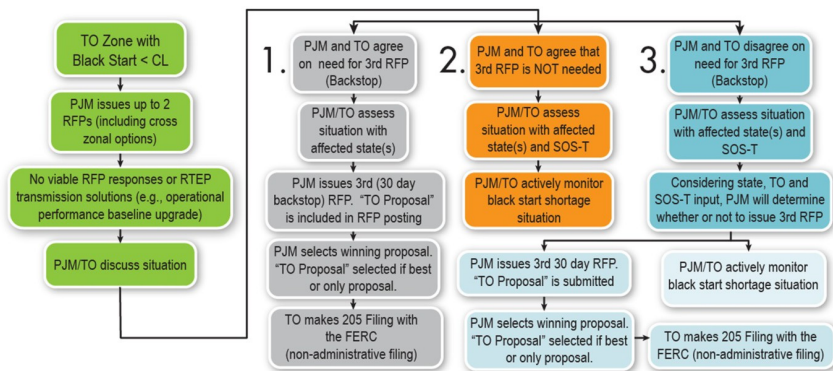 TO Zone with
Black Start < CL
PJM issues up to 2
RFPs (including cross
zonal options)
No viable RFP responses or RTEP
transmission solutions (e.g., operational
performance baseline upgrade)
PJM/TO discuss situation
1.
PJM and TO agree
on need for 3rd RFP
(Backstop)
PJM/TO assess
situation with
affected state(s)
PJM issues 3rd (30 day
backstop) RFP. “TO Proposal”
is included in RFP posting
PJM selects winning proposal.
“TO Proposal” selected if best
or only proposal.
TO makes 205 Filing with
the FERC
(non-administrative filing)
2.
PJM and TO agree that
3rd RFP is NOT needed
PJM/TO assess
situation with affected
state(s) and SOS-T
PJM/TO actively monitor
black start shortage
situation
3.
PJM and TO disagree on
need for 3rd RFP
(Backstop)
PJM/TO assess situation
with affected state(s) and
SOS-T
Considering state, TO and
SOS-T input, PJM will determine
whether or not to issue 3rd RFP
PJM issues 3rd 30 day RFP.
“TO Proposal” is submitted
PJM/TO actively monitor
black start shortage situation
PJM selects winning proposal.
“TO Proposal” selected if best
or only proposal.
TO makes 205 Filing with the
FERC (non-administrative filing)